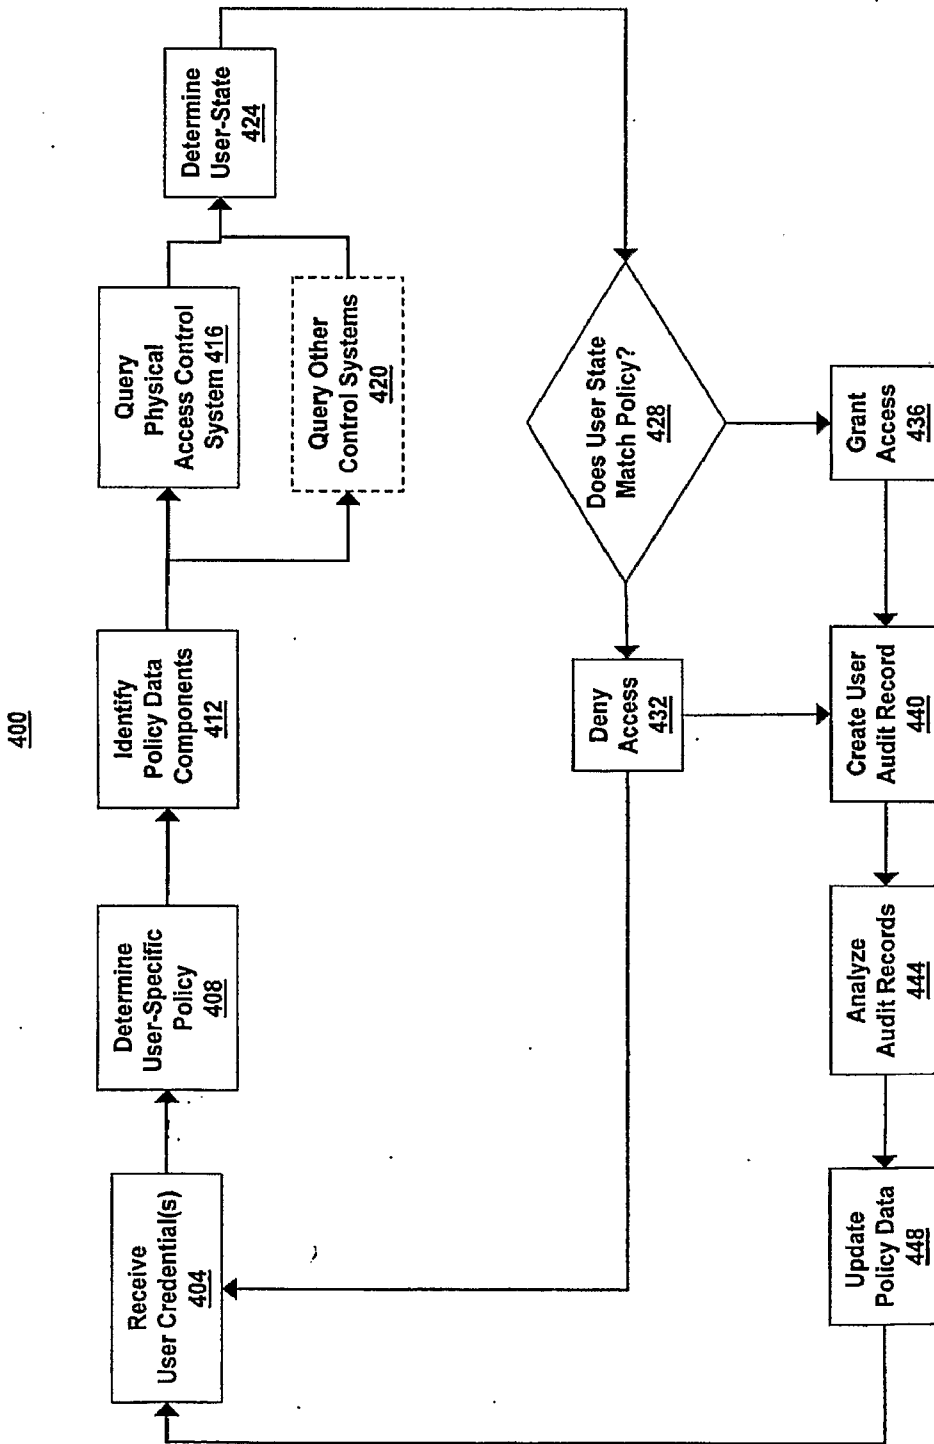 400
Receive
User Credential(s)
404
Determine
User-Specific
Policy
408
Identify
Policy Data
Components
412
Query
Physical
Access Control
System 416
Query Other
Control Systems
420
Determine
User-State
424
Does User State
Match Policy?
428
Deny
Access
432
Grant
Access
436
Create User
Audit Record
440
Analyze
Audit Records
444
Update
Policy Data
448